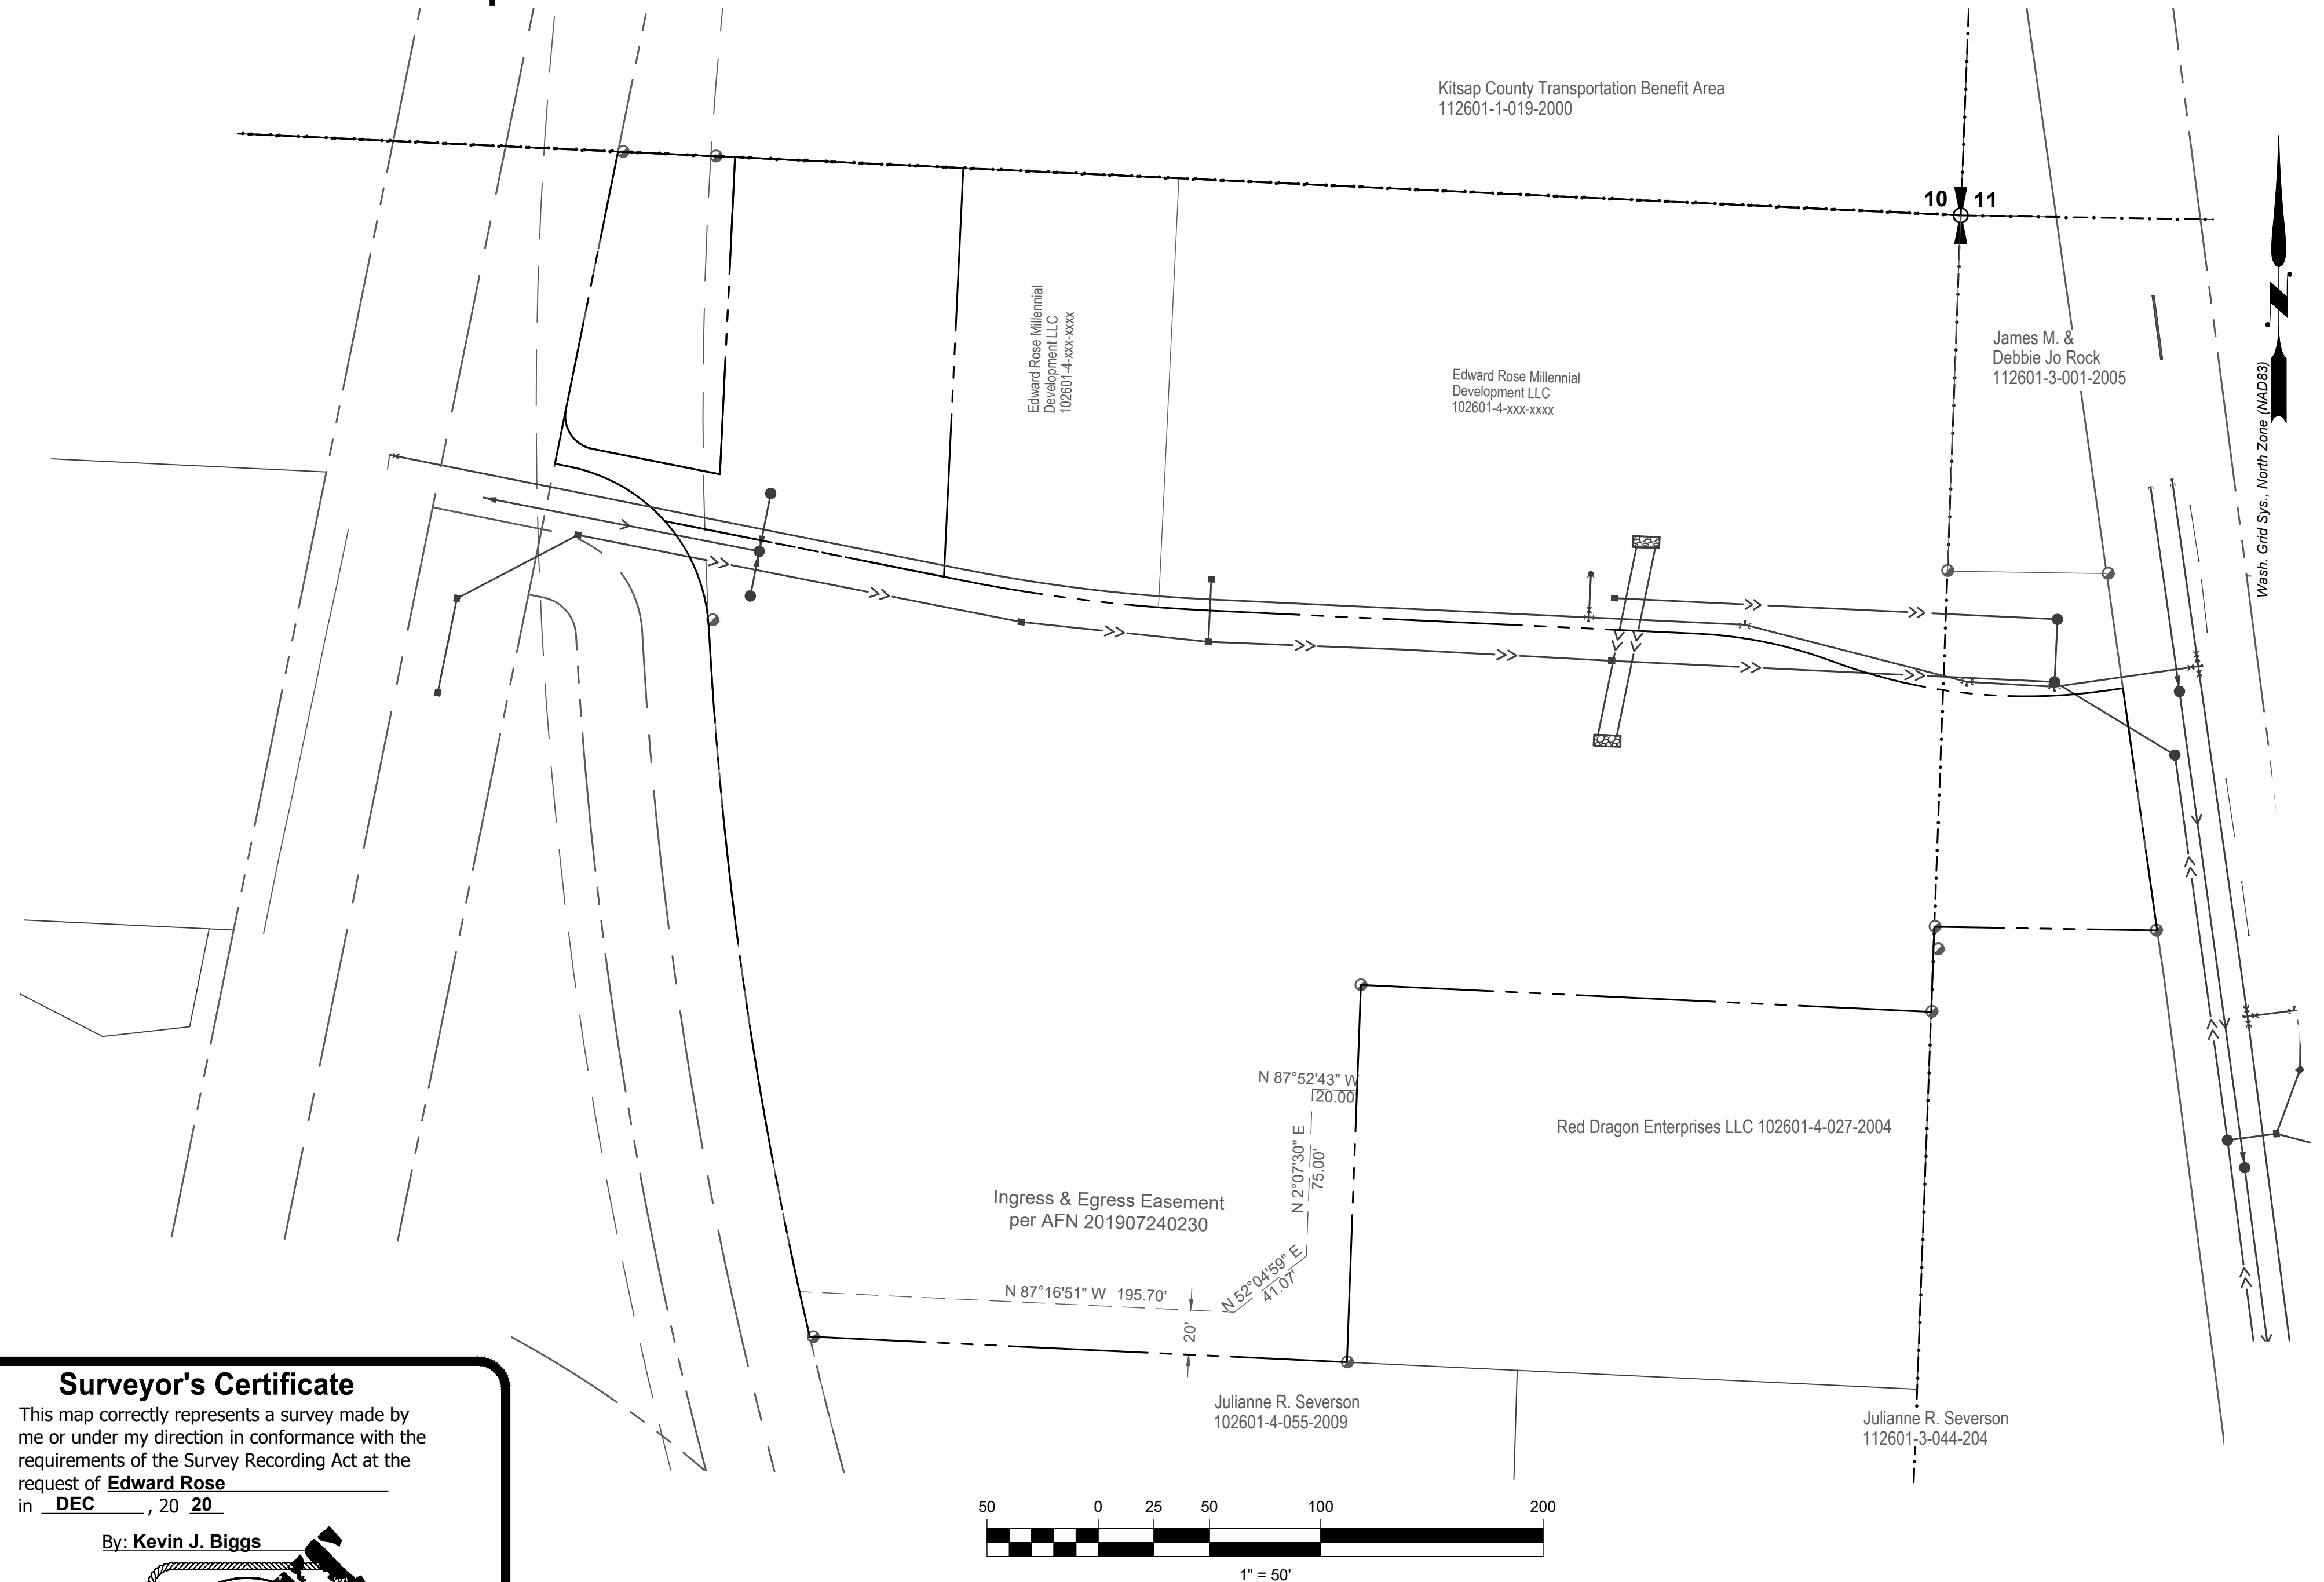 Kitsap County Transportation Benefit Area
112601-1-019-2000
10 11
James M. &
Debbie Jo Rock
112601-3-001-2005
Edward Rose Millennial
Development LLC
102601-4-xxx-xxxx
Edward Rose Millennial
Development LLC
102601-4-xxx-xxxx
Wash. Grid Sys., North Zone (NAD83)
N 87°52'43" W
20.00'
N 2°07'30" E
75.00'
Red Dragon Enterprises LLC 102601-4-027-2004
Ingress & Egress Easement
per AFN 201907240230
N 52°04'59" E
41.07'
N 87°16'51" W 195.70'
20'
Julianne R. Severson
102601-4-055-2009
Julianne R. Severson
112601-3-044-204
Surveyor's Certificate
This map correctly represents a survey made by
me or under my direction in conformance with the
requirements of the Survey Recording Act at the
request of Edward Rose
in DEC , 20 20
By: Kevin J. Biggs
50 0 25 50 100 200
1" = 50'